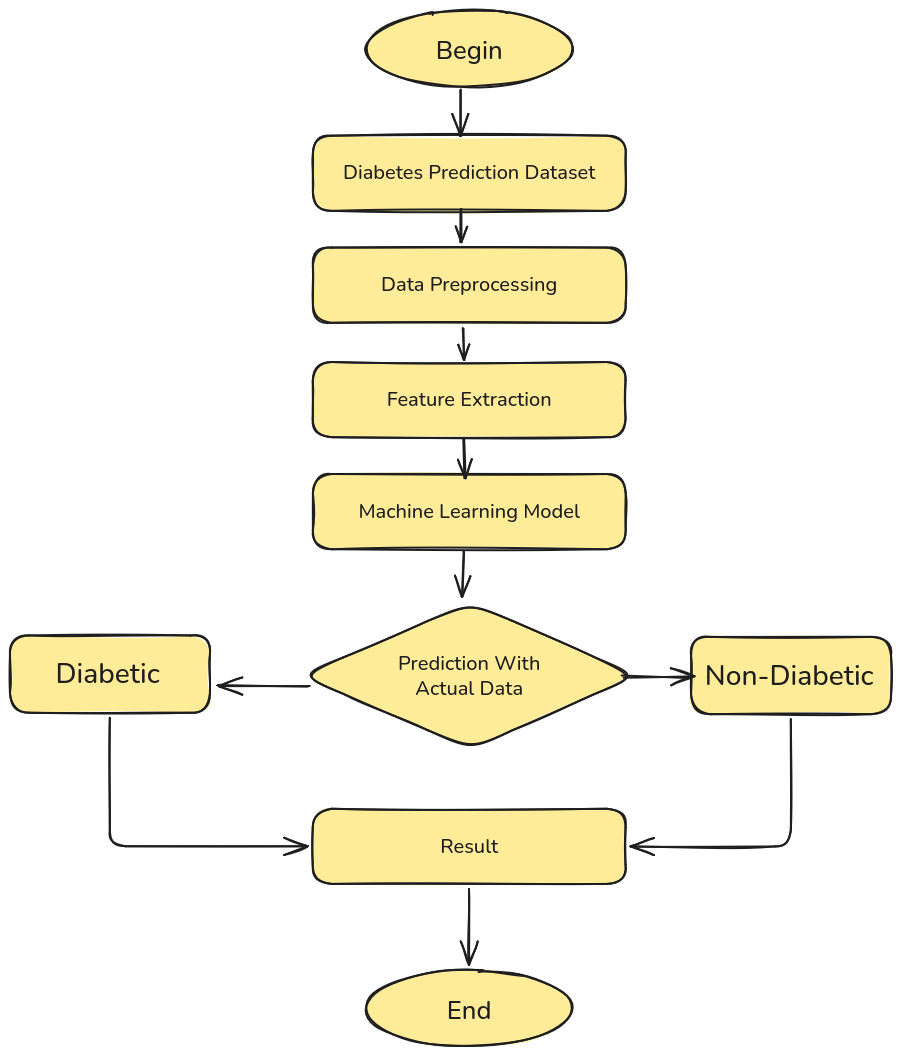 Begin
Diabetes Prediction Dataset
Data Preprocessing
Feature Extraction
Machine Learning Model
Prediction With
Actual Data
Diabetic
Non-Diabetic
Result
End